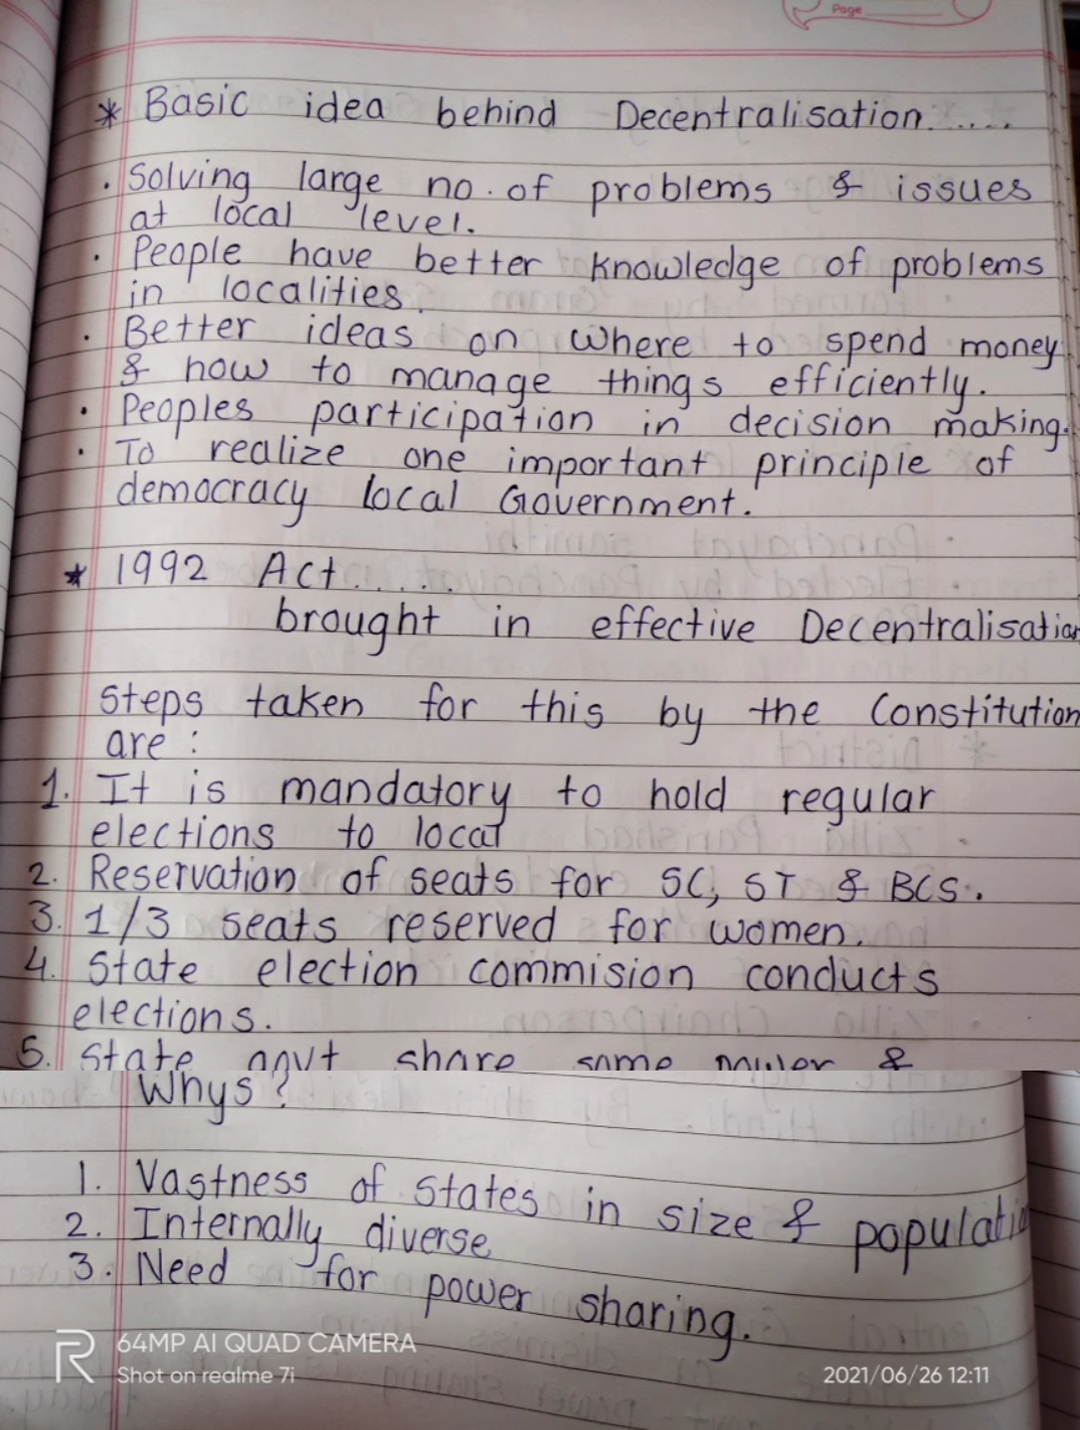 Page
* Basic idea behind Decentralisation.....
. Solving large no. of problems & issues
at local level.
. People have better knowledge of problems
in localities.
. Better ideas on where to spend money
& how to manage things efficiently.
. Peoples participation in decision making.
. To realize one important principle of
democracy local Government.
* 1992 Act.....
brought in effective Decentralisation
Steps taken for this by the Constitution
are :
1. It is mandatory to hold regular
elections to local
2. Reservation of seats for SC, ST & BCS.
3. 1/3 seats reserved for women.
4. State election commision conducts
elections.
5. State govt share some power &
Whys?
1. Vastness of states in size & populatio
2. Internally diverse
3. Need for power sharing.
64MP AI QUAD CAMERA
Shot on realme 7i
2021/06/26 12:11